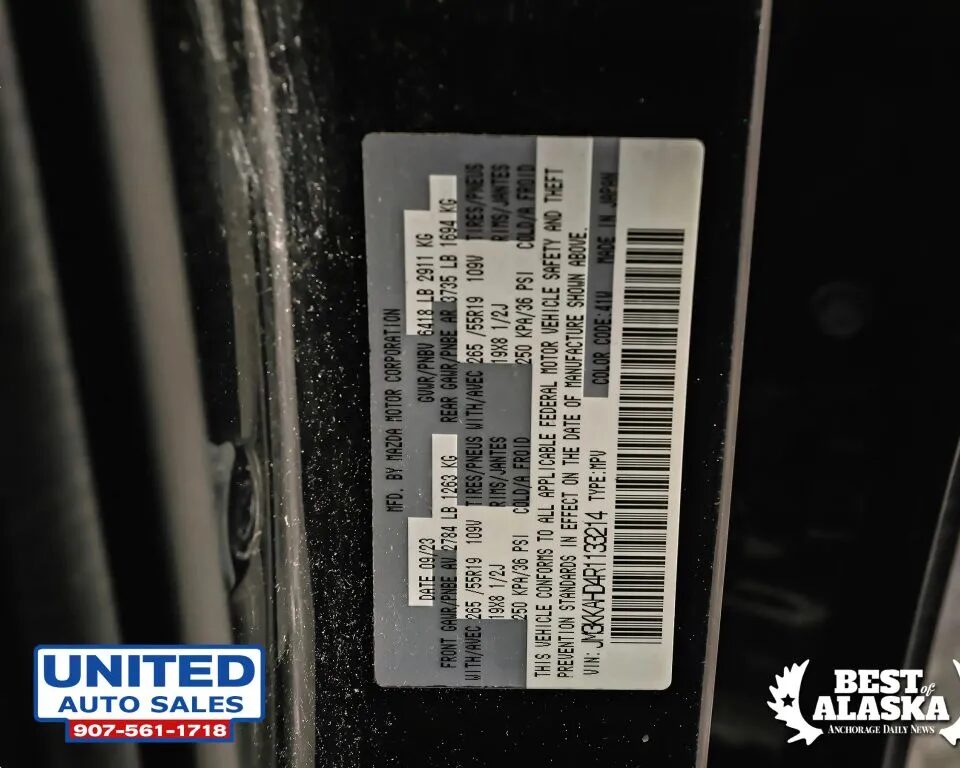 MFD. BY MAZDA MOTOR CORPORATION
DATE 09/23 GVWR/PNBV 6418 LB 2911 KG
FRONT GAWR/PNBE AV 2784 LB 1263 KG REAR GAWR/PNBE AR 3735 LB 1694 KG
WITH/AVEC 265 /55R19 109V TIRES/PNEUS WITH/AVEC 265 /55R19 109V TIRES/PNEUS
19X8 1/2J RIMS/JANTES 19X8 1/2J RIMS/JANTES
250 KPA/36 PSI COLD/A FROID 250 KPA/36 PSI COLD/A FROID
THIS VEHICLE CONFORMS TO ALL APPLICABLE FEDERAL MOTOR VEHICLE SAFETY AND THEFT
PREVENTION STANDARDS IN EFFECT ON THE DATE OF MANUFACTURE SHOWN ABOVE.
VIN: JM3KKAHD4R1133214 TYPE:MPV COLOR CODE:41W MADE IN JAPAN
UNITED
AUTO SALES
907-561-1718
BEST of
ALASKA
ANCHORAGE DAILY NEWS